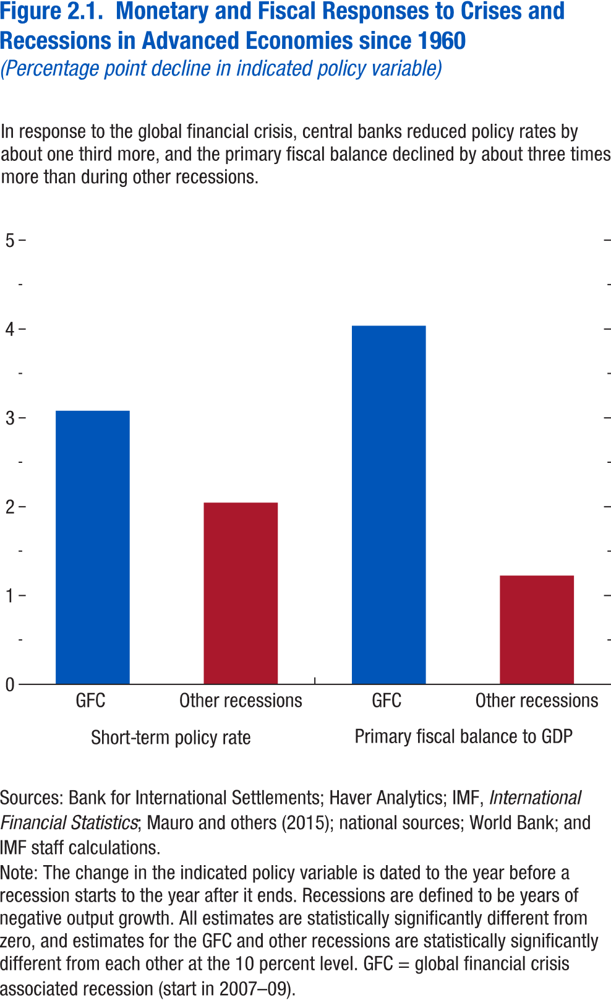 Figure 2.1.  Monetary and Fiscal Responses to Crises and
Recessions in Advanced Economies since 1960
(Percentage point decline in indicated policy variable)
In response to the global financial crisis, central banks reduced policy rates by
about one third more, and the primary fiscal balance declined by about three times
more than during other recessions.
5
4
3
2
1
0
GFC Other recessions GFC Other recessions
Short-term policy rate Primary fiscal balance to GDP
Sources: Bank for International Settlements; Haver Analytics; IMF, International
Financial Statistics; Mauro and others (2015); national sources; World Bank; and
IMF staff calculations.
Note: The change in the indicated policy variable is dated to the year before a
recession starts to the year after it ends. Recessions are defined to be years of
negative output growth. All estimates are statistically significantly different from
zero, and estimates for the GFC and other recessions are statistically significantly
different from each other at the 10 percent level. GFC = global financial crisis
associated recession (start in 2007–09).